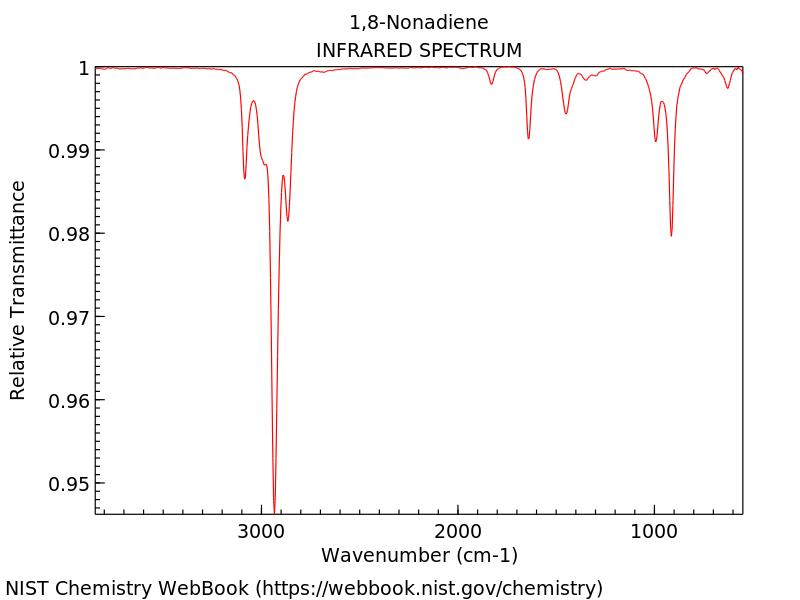 1,8-Nonadiene
INFRARED SPECTRUM
1
0.99
0.98
0.97
0.96
0.95
Relative Transmittance
3000 2000 1000
Wavenumber (cm-1)
NIST Chemistry WebBook (https://webbook.nist.gov/chemistry)